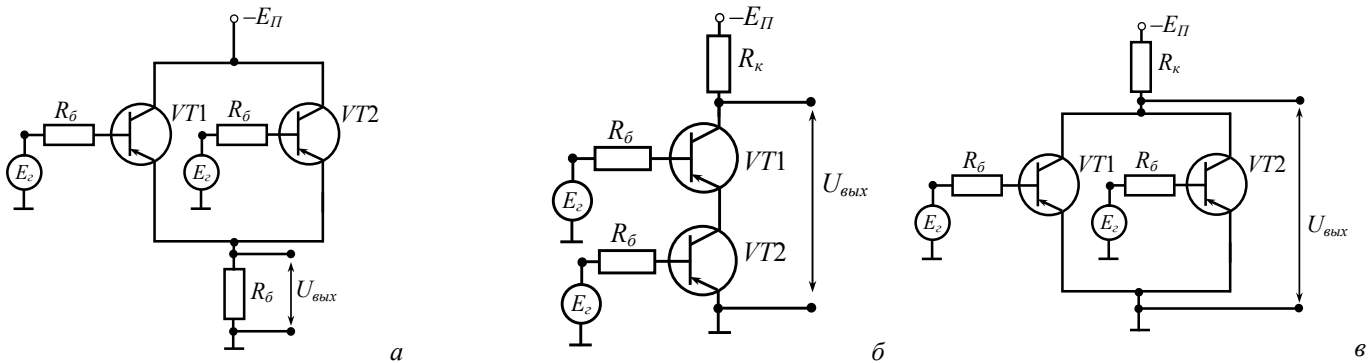 –E_П
R_б
VT1
R_б
VT2
E_г
E_г
R_б
U_вых
а
–E_П
R_к
R_б
VT1
E_г
U_вых
R_б
VT2
E_г
б
–E_П
R_к
R_б
VT1
R_б
VT2
E_г
E_г
U_вых
в